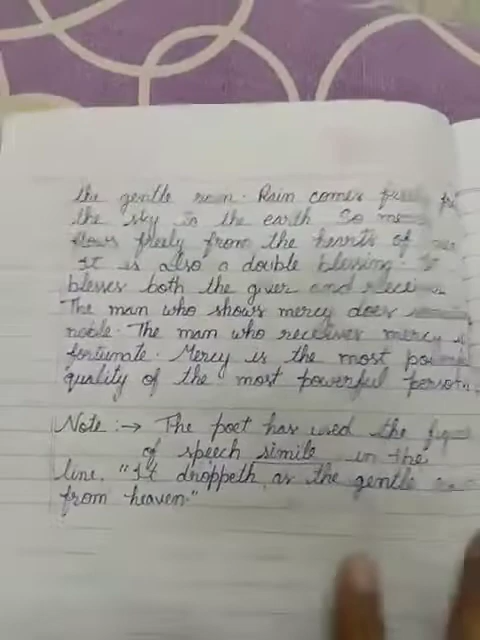 the gentle rain. Rain comes freely
the sky to the earth So
flows freely from the hearts of
It is also a double blessing. It
blesses both the giver and
The man who shows mercy does
noble. The man who receives mercy is
fortunate. Mercy is the most
quality of the most powerful person.
Note :→ The poet has used the
of speech simile in the
line. "It droppeth as the gentle
from heaven."